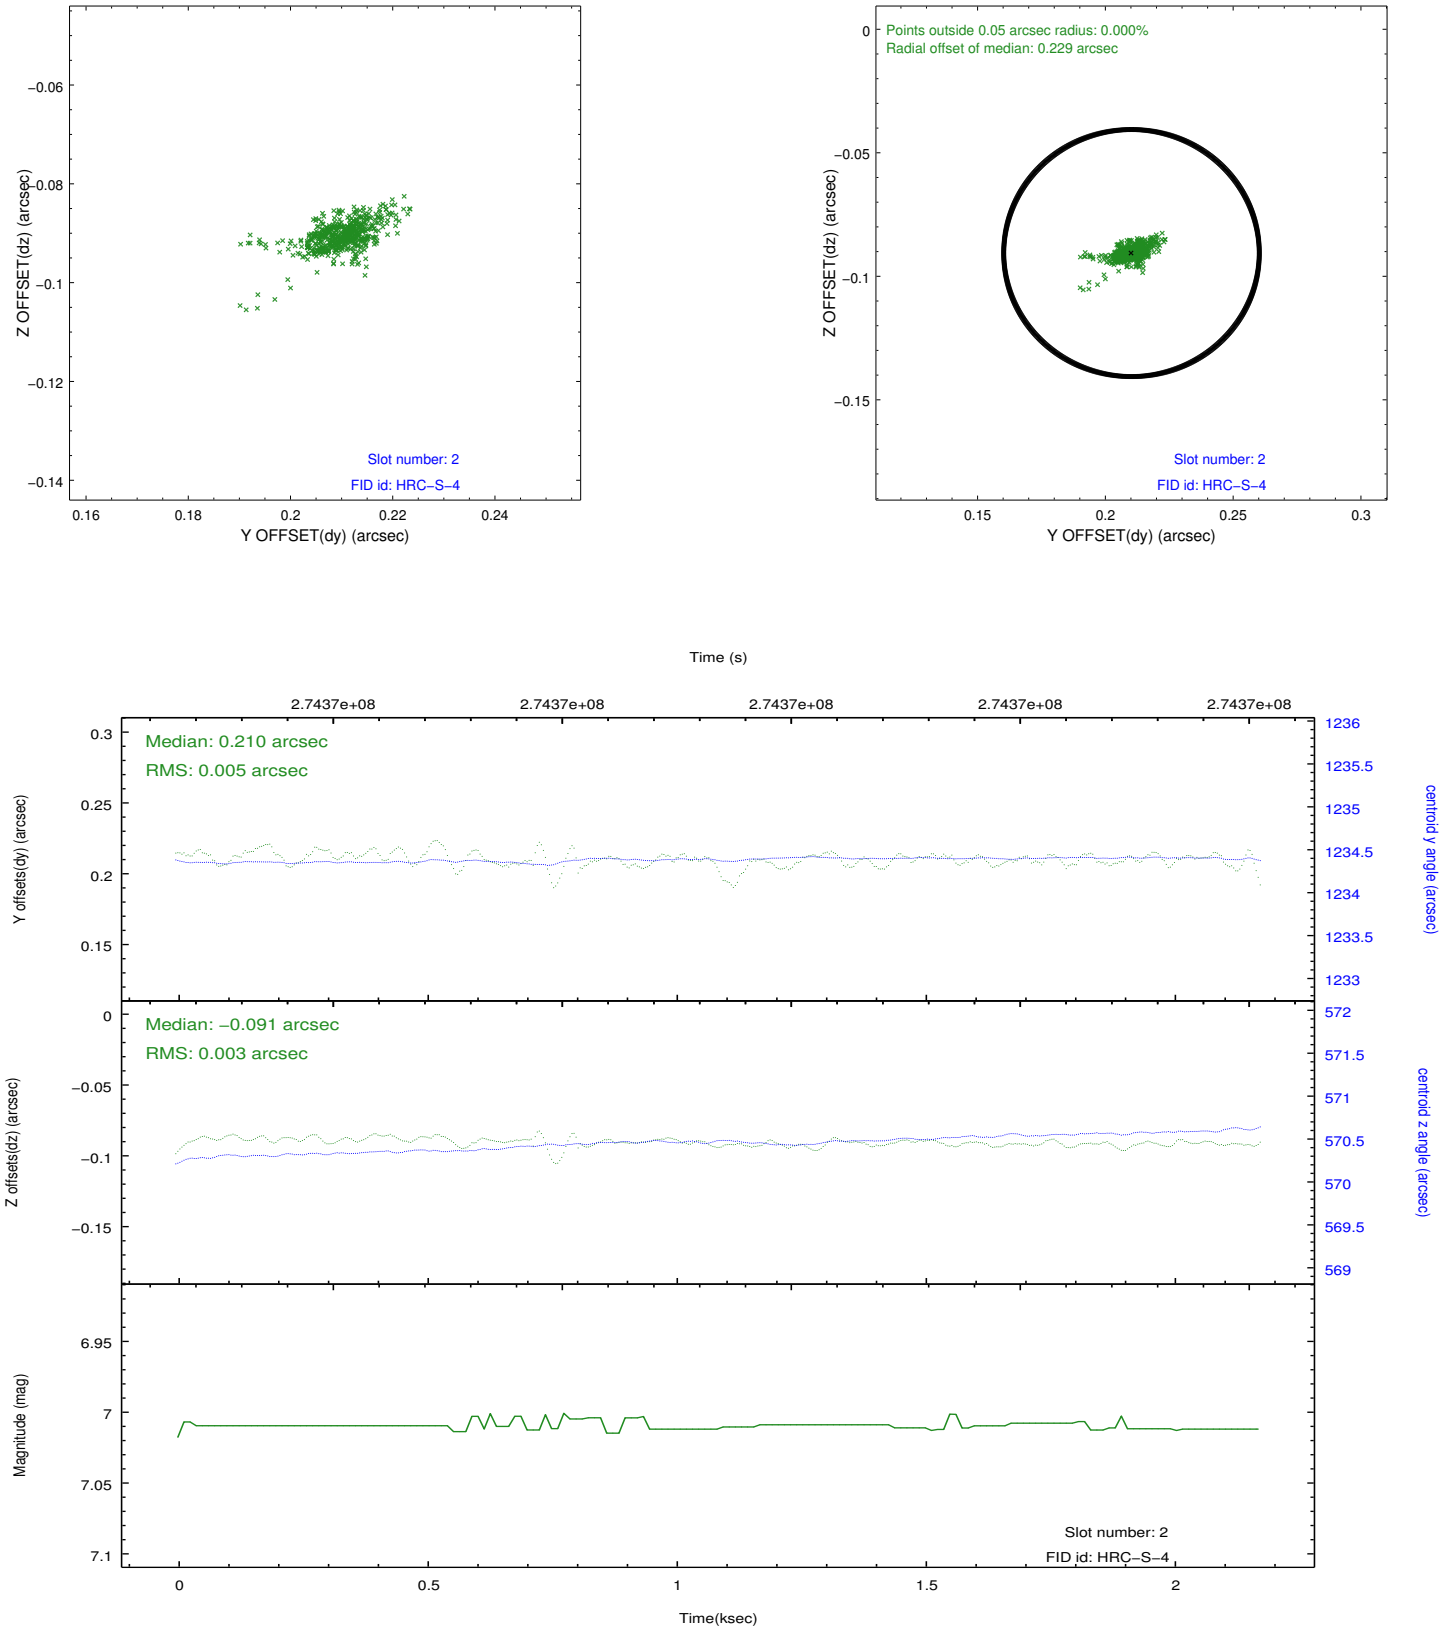 −0.06
−0.08
−0.1
−0.12
−0.14
Z OFFSET(dz) (arcsec)
0.16 0.18 0.2 0.22 0.24
Y OFFSET(dy) (arcsec)
Slot number: 2
FID id: HRC−S−4
Points outside 0.05 arcsec radius: 0.000%
Radial offset of median: 0.229 arcsec
0
−0.05
−0.1
−0.15
Z OFFSET(dz) (arcsec)
0.15 0.2 0.25 0.3
Y OFFSET(dy) (arcsec)
Slot number: 2
FID id: HRC−S−4
Time (s)
2.7437e+08 2.7437e+08 2.7437e+08 2.7437e+08 2.7437e+08
Median: 0.210 arcsec
RMS: 0.005 arcsec
0.3
0.25
0.2
0.15
Y offsets(dy) (arcsec)
1236
1235.5
1235
1234.5
1234
1233.5
1233
centroid y angle (arcsec)
Median: −0.091 arcsec
RMS: 0.003 arcsec
0
−0.05
−0.1
−0.15
Z offsets(dz) (arcsec)
572
571.5
571
570.5
570
569.5
569
centroid z angle (arcsec)
6.95
7
7.05
7.1
Magnitude (mag)
Slot number: 2
FID id: HRC−S−4
0 0.5 1 1.5 2
Time(ksec)